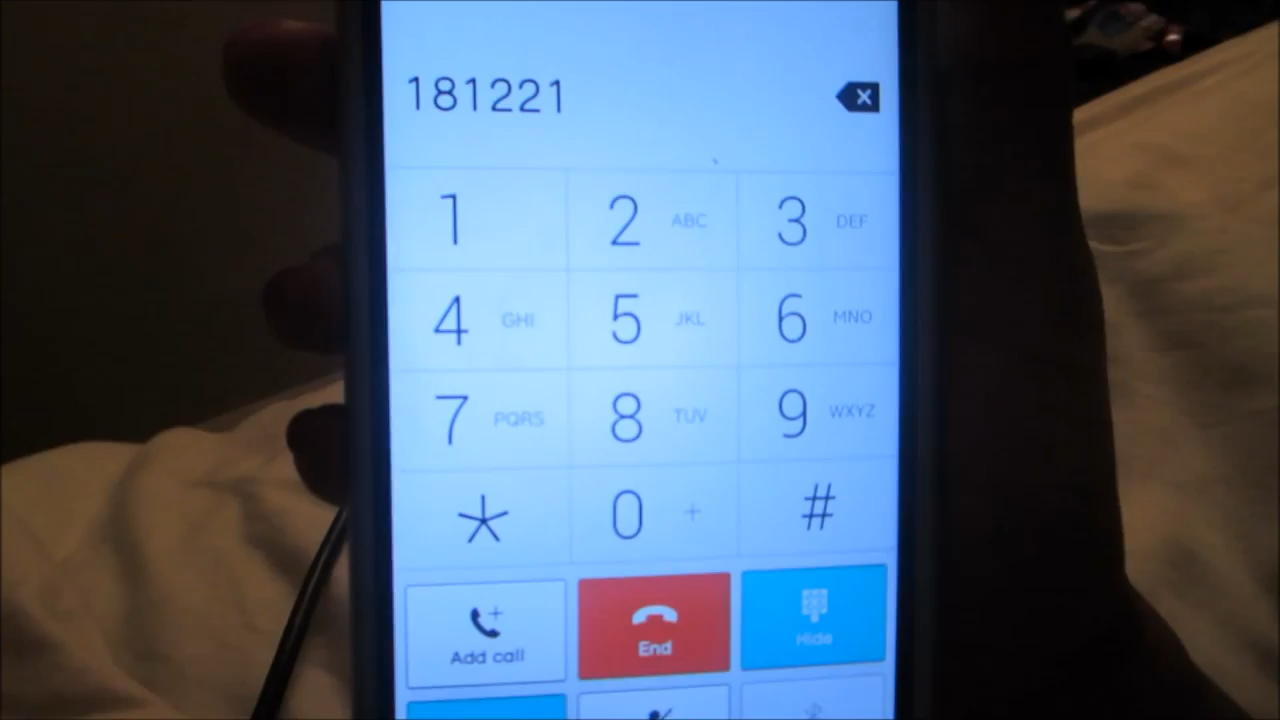 181221
1 2 ABC 3 DEF
4 GHI 5 JKL 6 MNO
7 PQRS 8 TUV 9 WXYZ
* 0 + #
Add call End Hide